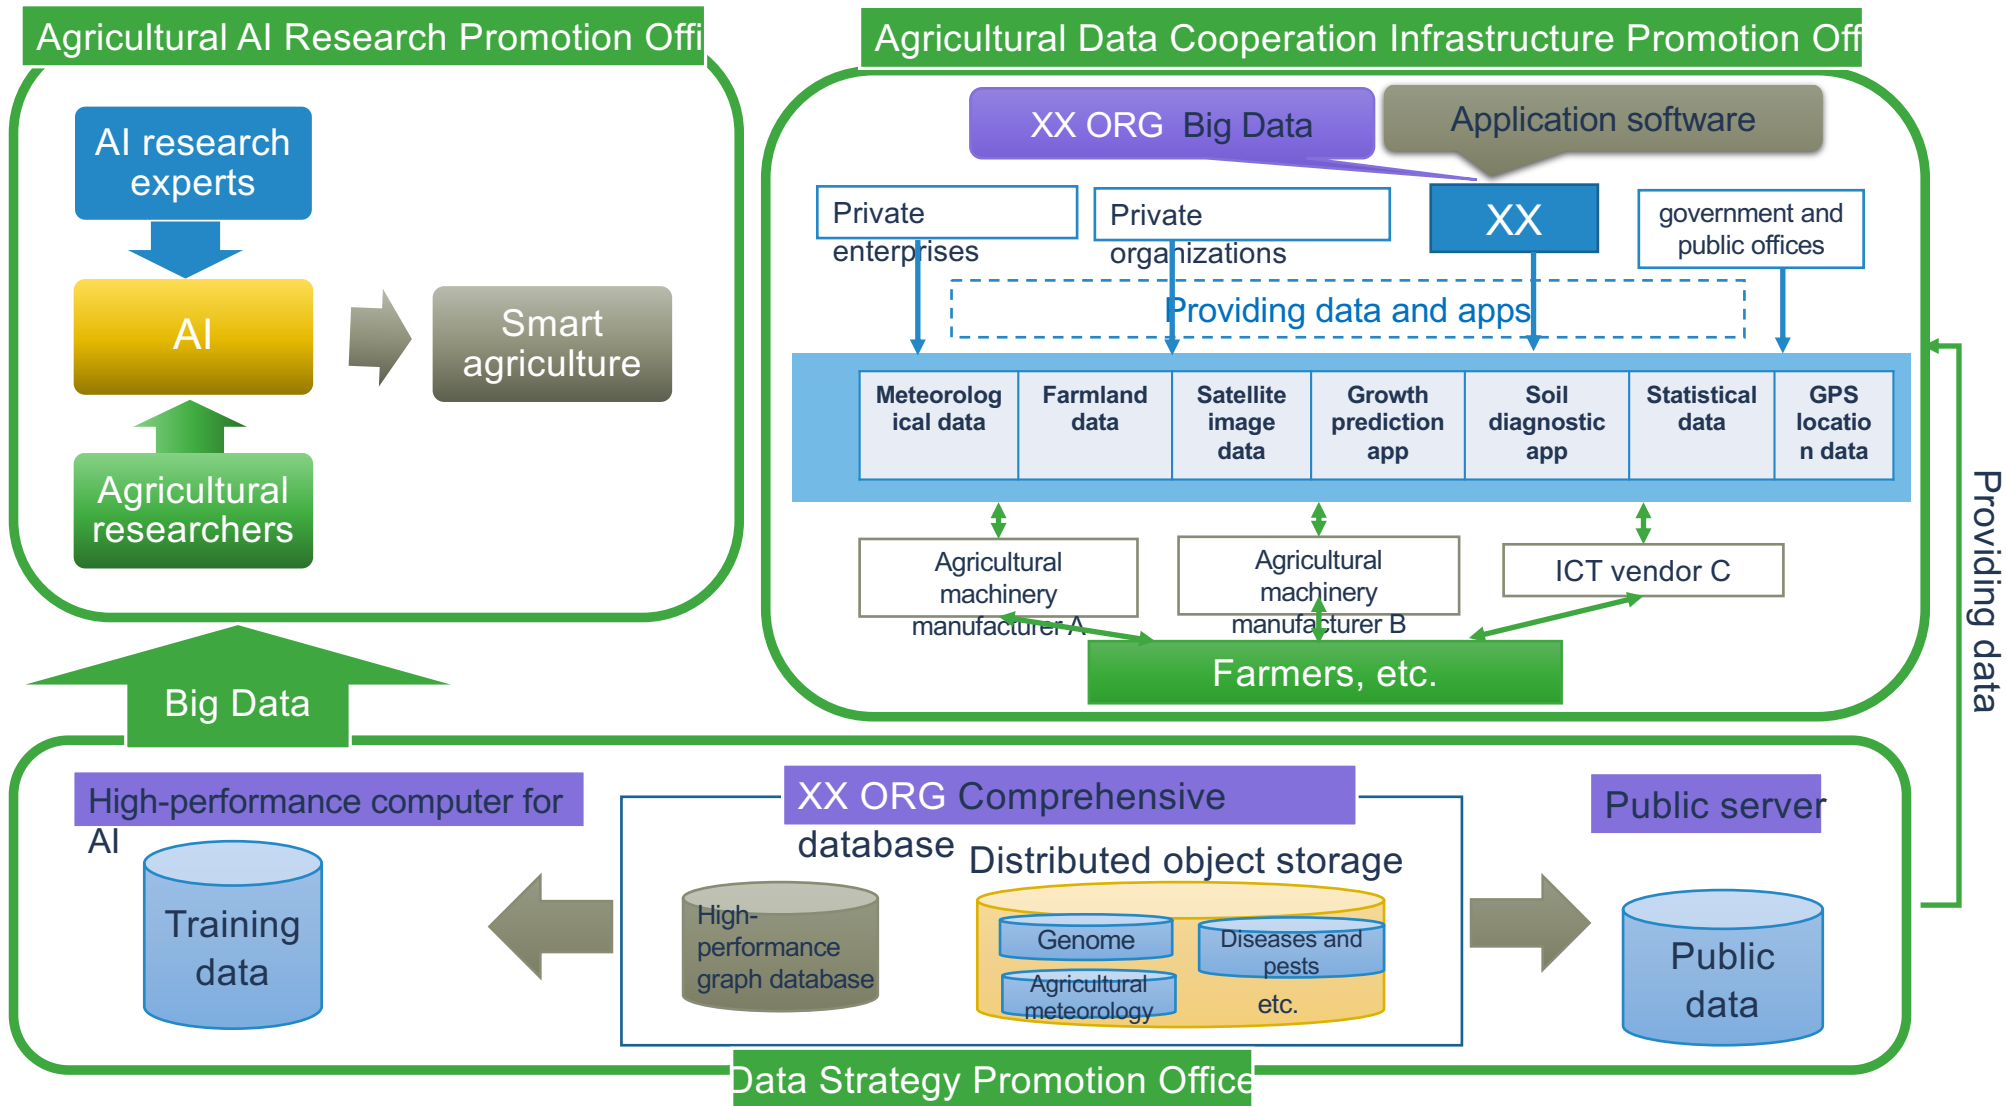 Agricultural AI Research Promotion Offi
AI research
experts
AI
Smart
agriculture
Agricultural
researchers
Big Data
Agricultural Data Cooperation Infrastructure Promotion Off
XX ORG Big Data
Application software
Private
enterprises
Private
organizations
XX
government and
public offices
Providing data and apps
Meteorolog
ical data
Farmland
data
Satellite
image
data
Growth
prediction
app
Soil
diagnostic
app
Statistical
data
GPS
locatio
n data
Agricultural
machinery
manufacturer A
Agricultural
machinery
manufacturer B
ICT vendor C
Farmers, etc.
Providing data
High-performance computer for
AI
Training
data
XX ORG Comprehensive
database
Distributed object storage
High-
performance
graph database
Genome
Diseases and
pests
Agricultural
meteorology
etc.
Public server
Public
data
Data Strategy Promotion Office